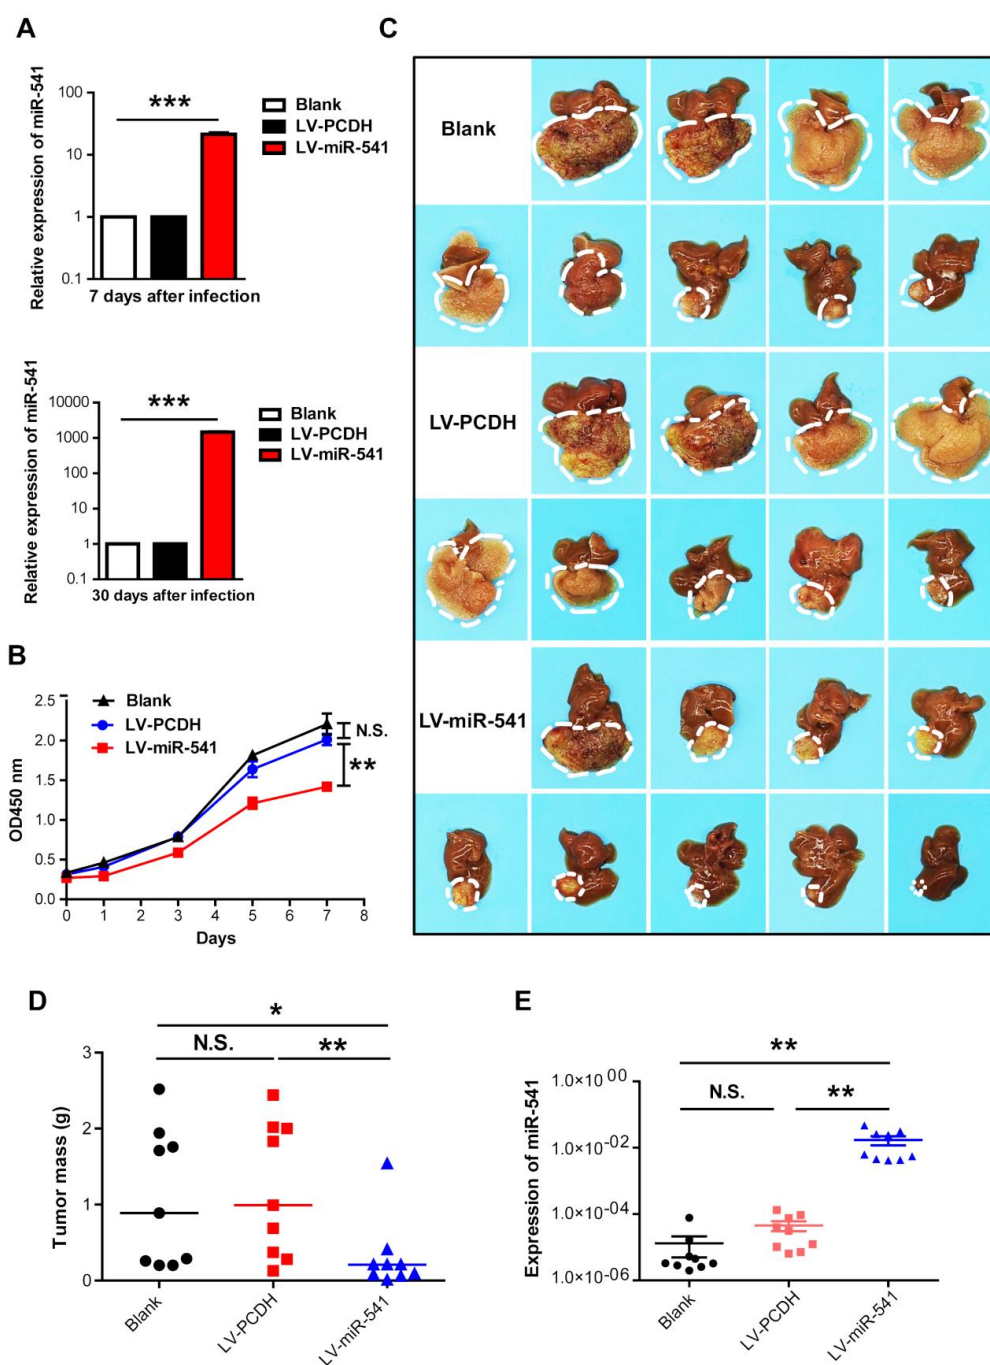 A
Relative expression of miR-541
100
10
1
0.1
***
Blank
LV-PCDH
LV-miR-541
7 days after infection
Relative expression of miR-541
10000
1000
100
10
1
0.1
***
Blank
LV-PCDH
LV-miR-541
30 days after infection
B
OD450 nm
2.5
2.0
1.5
1.0
0.5
0.0
Blank
LV-PCDH
LV-miR-541
N.S.
**
0 1 2 3 4 5 6 7 8
Days
C
Blank
LV-PCDH
LV-miR-541
D
Tumor mass (g)
3
2
1
0
*
N.S. **
Blank LV-PCDH LV-miR-541
E
Expression of miR-541
1.0×10^00
1.0×10^-02
1.0×10^-04
1.0×10^-06
**
N.S. **
Blank LV-PCDH LV-miR-541